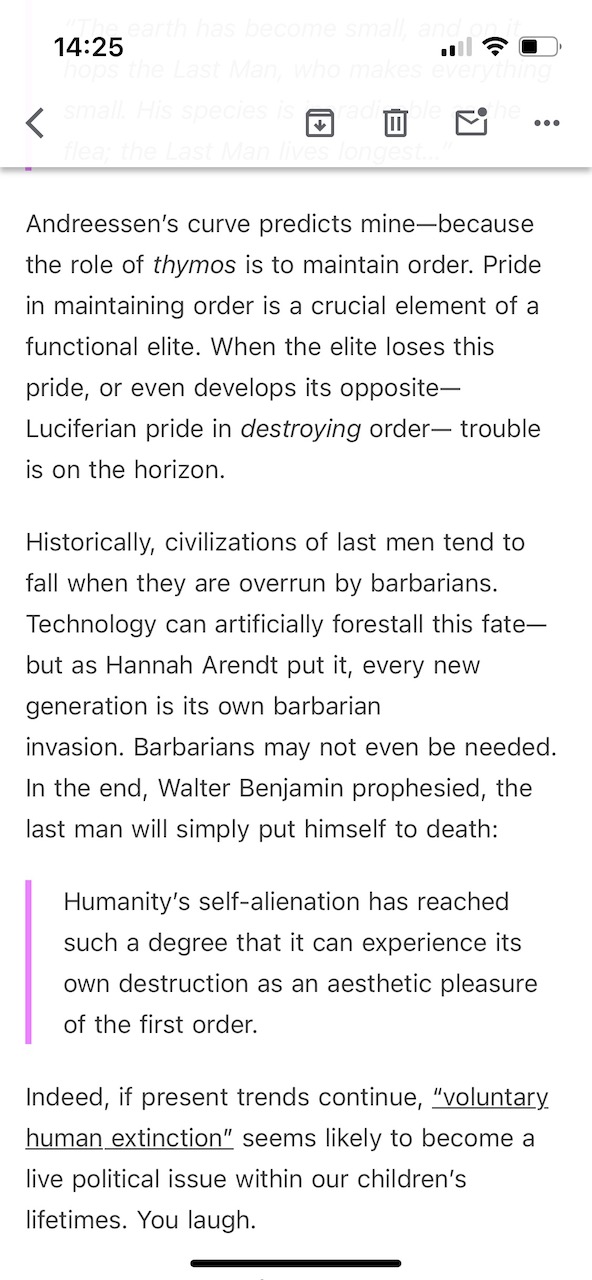 "The earth has become small, and on it
14:25
hops the Last Man, who makes everything
small. His species is the
flea; the Last Man lives longest..."
Andreessen's curve predicts mine—because
the role of thymos is to maintain order. Pride
in maintaining order is a crucial element of a
functional elite. When the elite loses this
pride, or even develops its opposite—
Luciferian pride in destroying order— trouble
is on the horizon.
Historically, civilizations of last men tend to
fall when they are overrun by barbarians.
Technology can artificially forestall this fate—
but as Hannah Arendt put it, every new
generation is its own barbarian
invasion. Barbarians may not even be needed.
In the end, Walter Benjamin prophesied, the
last man will simply put himself to death:
Humanity's self-alienation has reached
such a degree that it can experience its
own destruction as an aesthetic pleasure
of the first order.
Indeed, if present trends continue, "voluntary
human extinction" seems likely to become a
live political issue within our children's
lifetimes. You laugh.